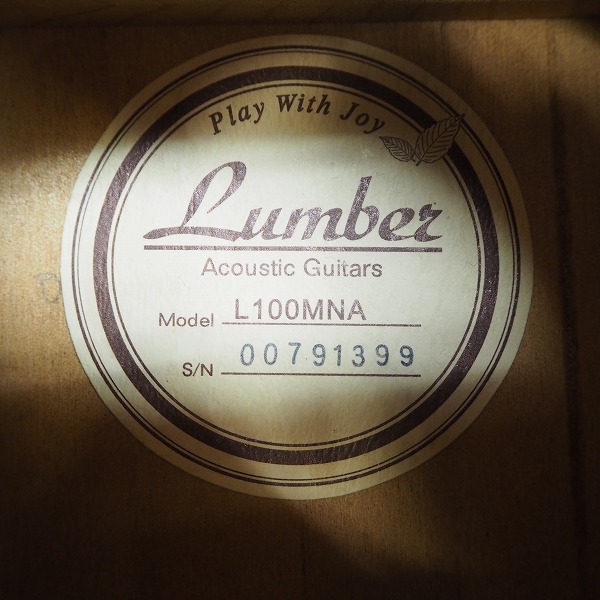 Play With Joy
Lumber
Acoustic Guitars
Model L100MNA
S/N 00791399